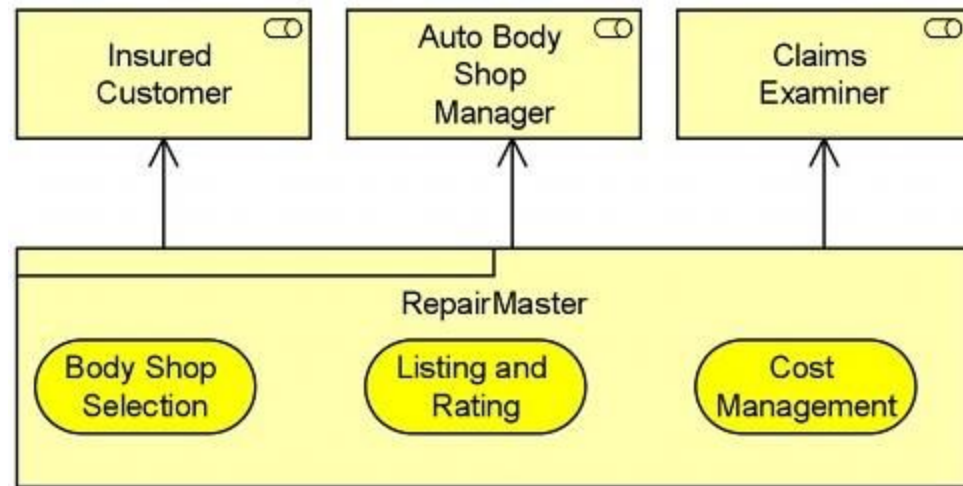 Insured
Customer
Auto Body
Shop
Manager
Claims
Examiner
RepairMaster
Body Shop
Selection
Listing and
Rating
Cost
Management